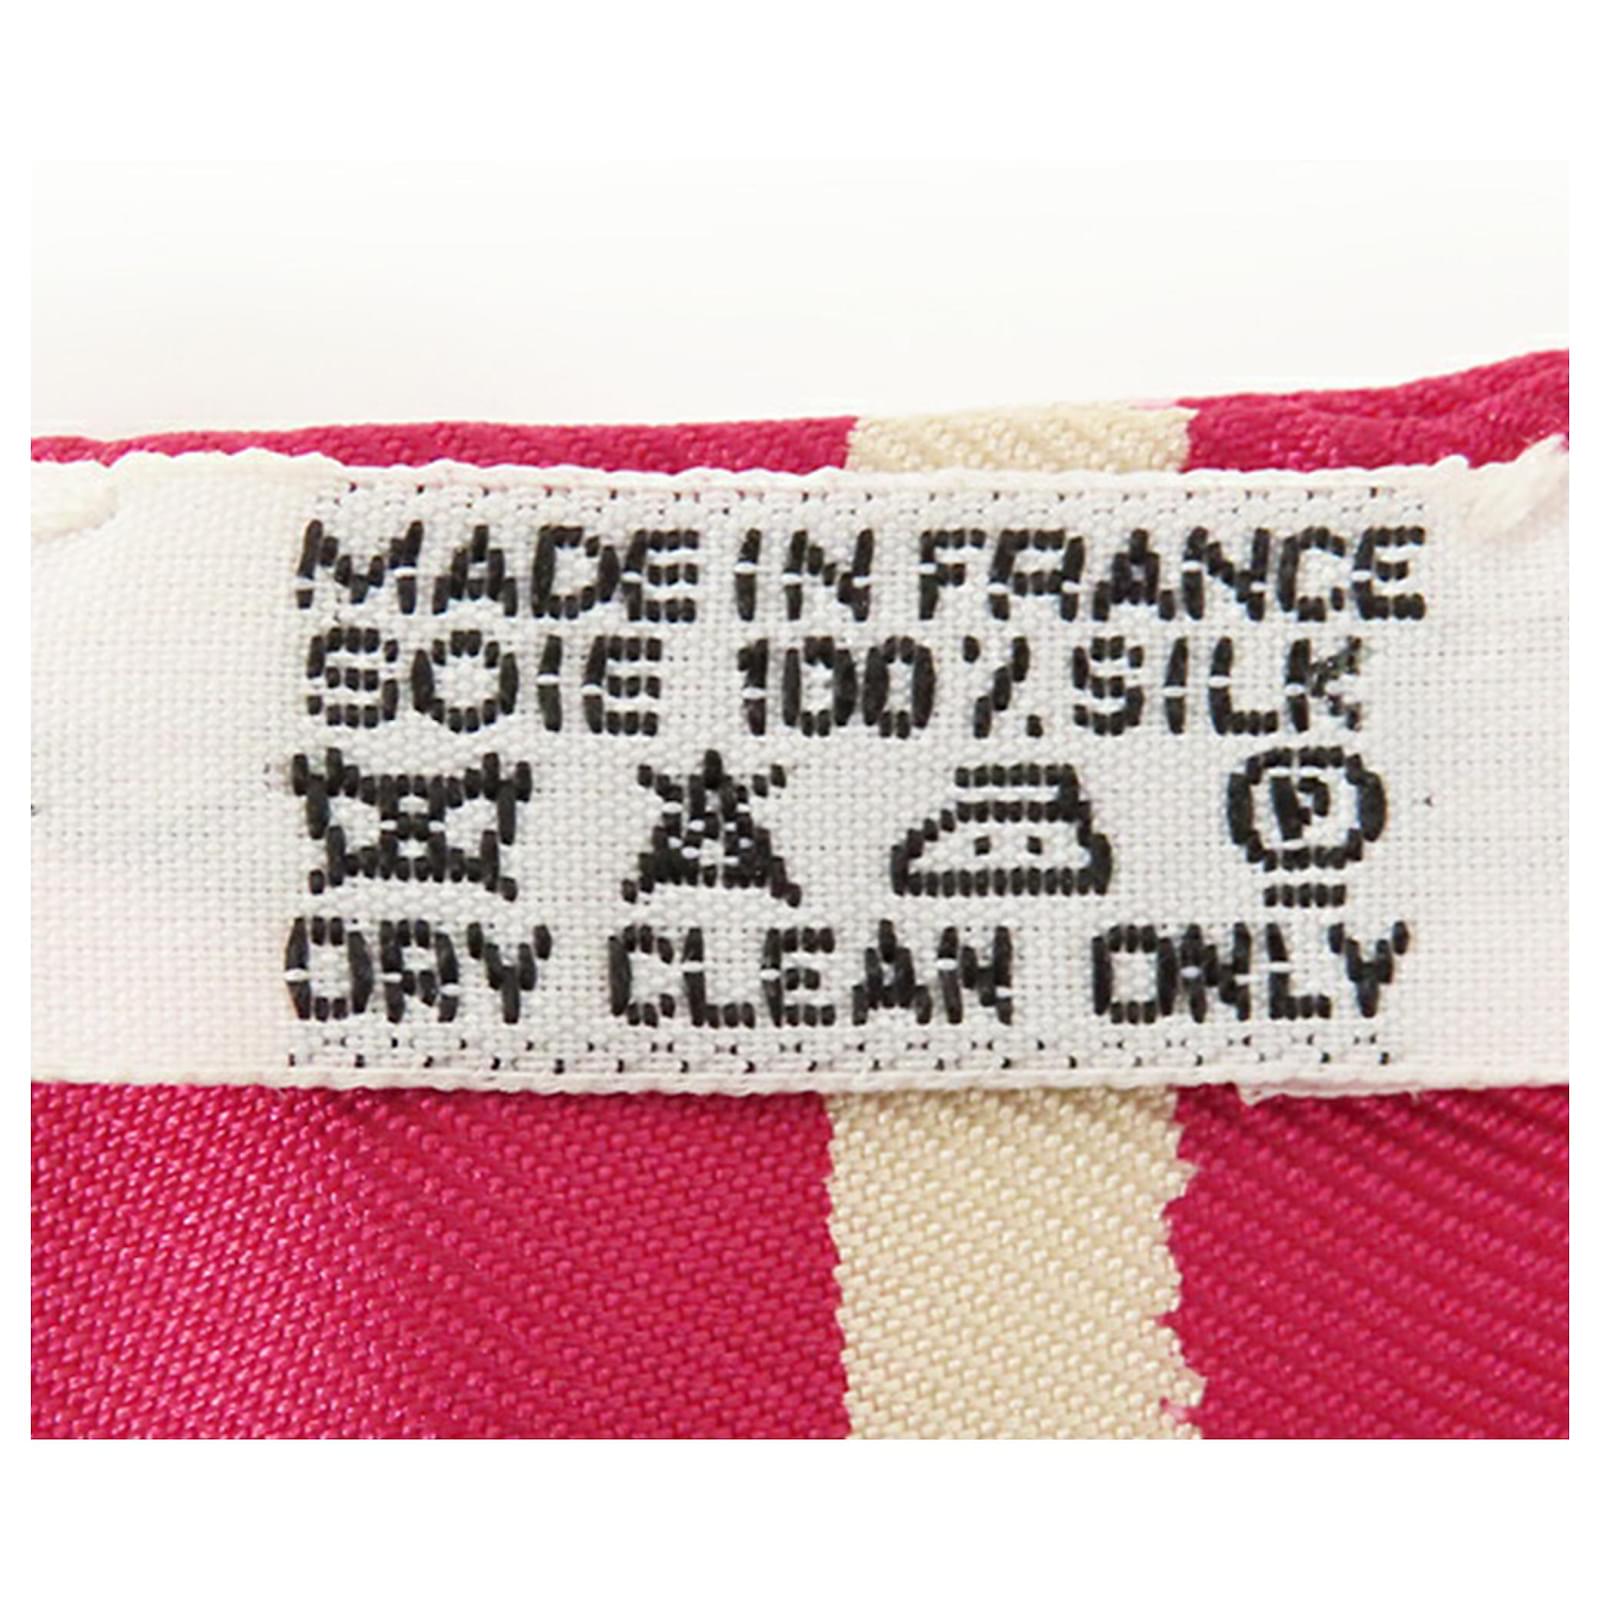 MADE IN FRANCE
SOIE 100% SILK
P
DRY CLEAN ONLY